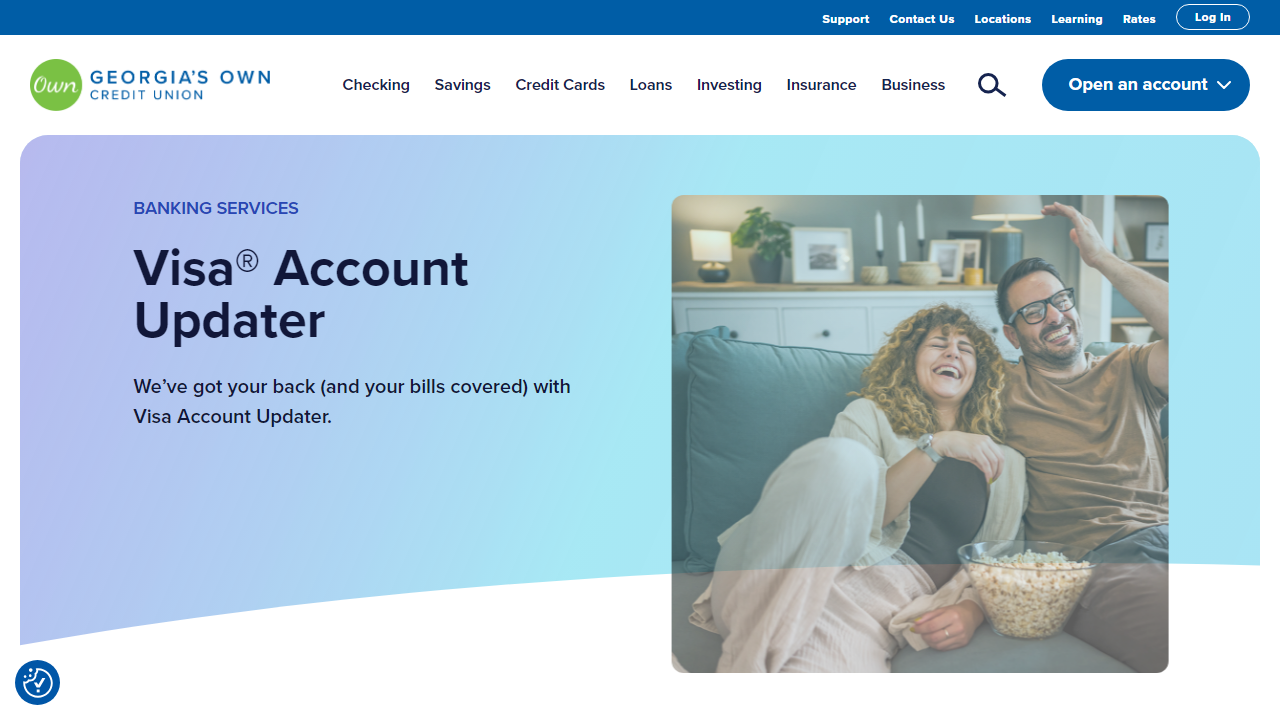 Support Contact Us Locations Learning Rates Log In
Own GEORGIA'S OWN
CREDIT UNION
Checking Savings Credit Cards Loans Investing Insurance Business
Open an account
BANKING SERVICES
Visa® Account
Updater
We’ve got your back (and your bills covered) with
Visa Account Updater.